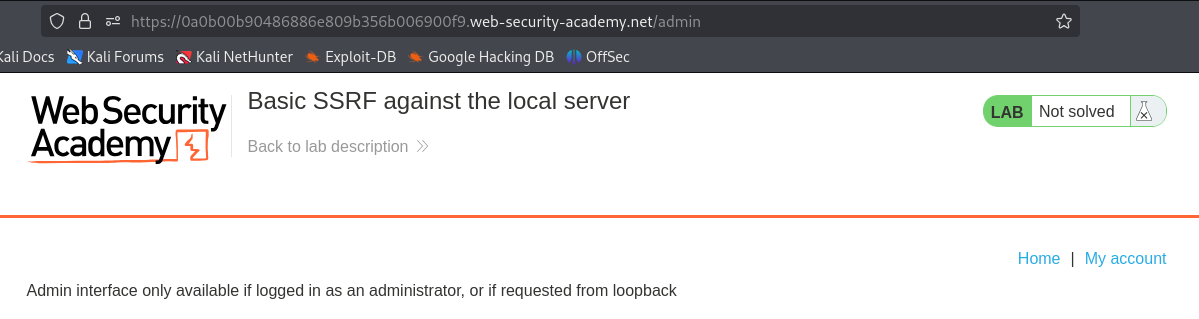 https://0a0b00b90486886e809b356b006900f9.web-security-academy.net/admin
Kali Docs Kali Forums Kali NetHunter Exploit-DB Google Hacking DB OffSec
Web Security
Academy
Basic SSRF against the local server
Back to lab description
LAB Not solved
Home | My account
Admin interface only available if logged in as an administrator, or if requested from loopback